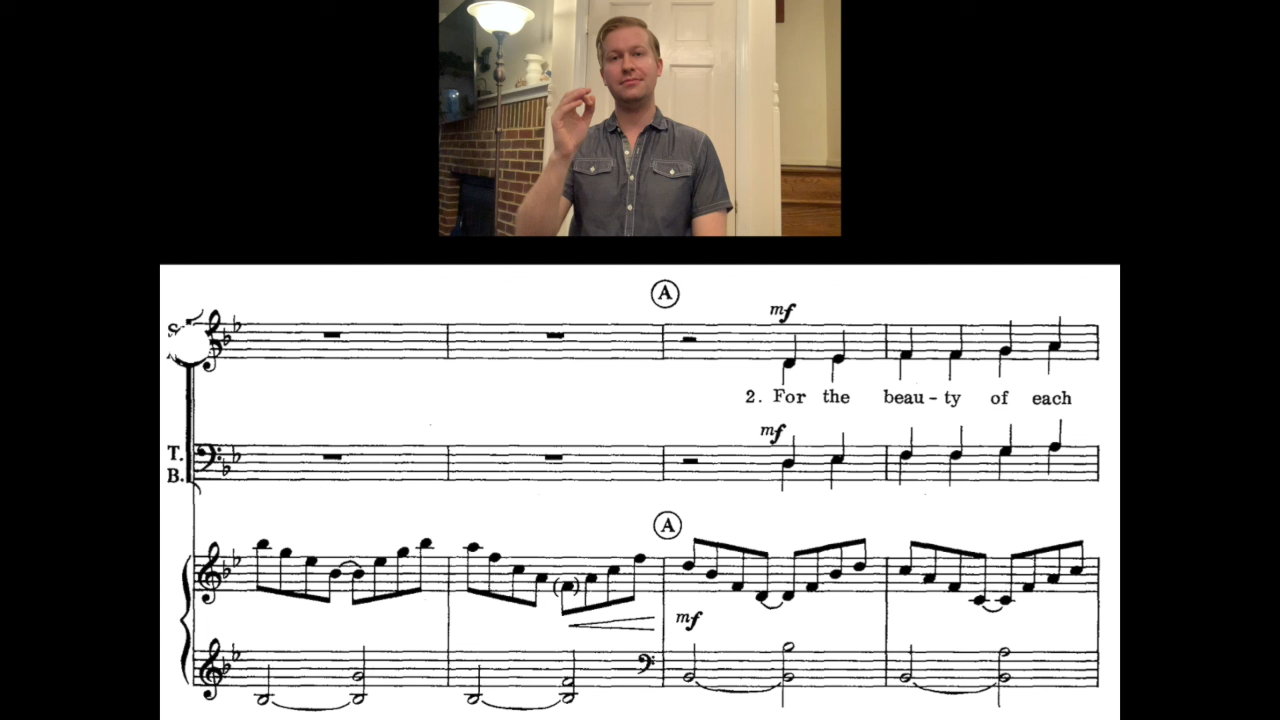 A
mf
S.
2. For the beau - ty of each
mf
T.
B.
A
mf